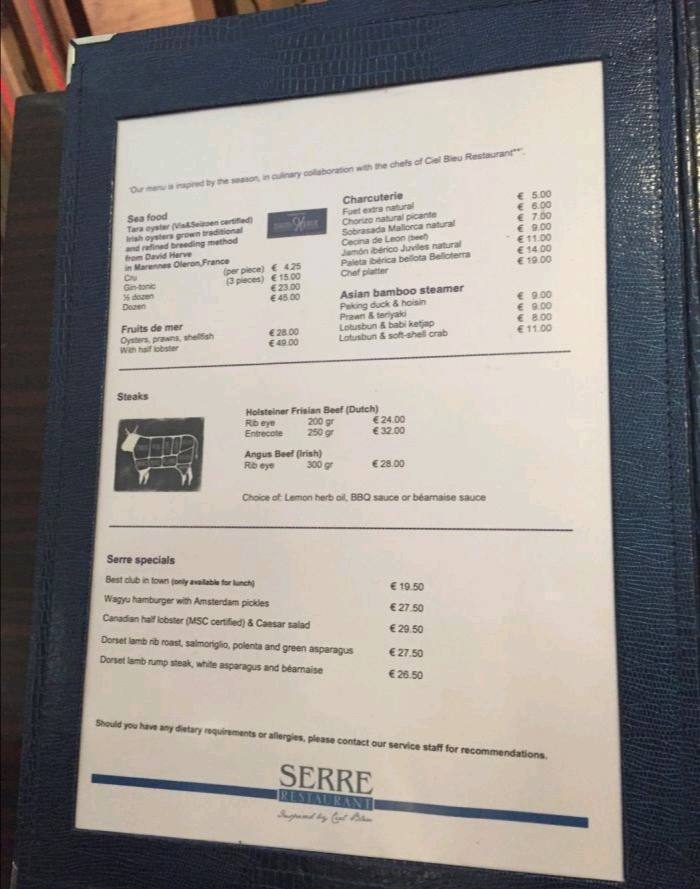 'Our menu is inspired by the season, in culinary collaboration with the chefs of Ciel Bleu Restaurant**'.
Sea food
Tara oyster (Vis&Seizoen certified)
Irish oysters grown traditional
and refined breeding method
from David Herve
in Marennes Oleron,France
Cru (per piece) € 4.25
Gin-tonic (3 pieces) € 15.00
½ dozen € 23.00
Dozen € 45.00
Fruits de mer
Oysters, prawns, shellfish € 28.00
With half lobster € 49.00
DAVID HERVÉ
Charcuterie
Fuet extra natural € 5.00
Chorizo natural picante € 6.00
Sobrasada Mallorca natural € 7.00
Cecina de Leon (beef) € 9.00
Jamón ibérico Juviles natural € 11.00
Paleta ibérica bellota Belloterra € 14.00
Chef platter € 19.00
Asian bamboo steamer
Peking duck & hoisin € 9.00
Prawn & teriyaki € 9.00
Lotusbun & babi ketjap € 8.00
Lotusbun & soft-shell crab € 11.00
Steaks
Holsteiner Frisian Beef (Dutch)
Rib eye 200 gr € 24.00
Entrecote 250 gr € 32.00
Angus Beef (Irish)
Rib eye 300 gr € 28.00
Choice of: Lemon herb oil, BBQ sauce or béarnaise sauce
Serre specials
Best club in town (only available for lunch) € 19.50
Wagyu hamburger with Amsterdam pickles € 27.50
Canadian half lobster (MSC certified) & Caesar salad € 29.50
Dorset lamb rib roast, salmoriglio, polenta and green asparagus € 27.50
Dorset lamb rump steak, white asparagus and béarnaise € 26.50
Should you have any dietary requirements or allergies, please contact our service staff for recommendations.
SERRE
RESTAURANT
Inspired by Ciel Bleu